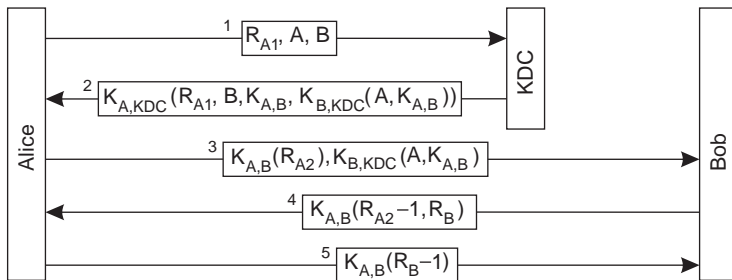 1 R_A1, A, B
KDC
2 K_A,KDC(R_A1, B, K_A,B, K_B,KDC(A, K_A,B))
Alice
3 K_A,B(R_A2), K_B,KDC(A, K_A,B)
Bob
4 K_A,B(R_A2−1, R_B)
5 K_A,B(R_B−1)